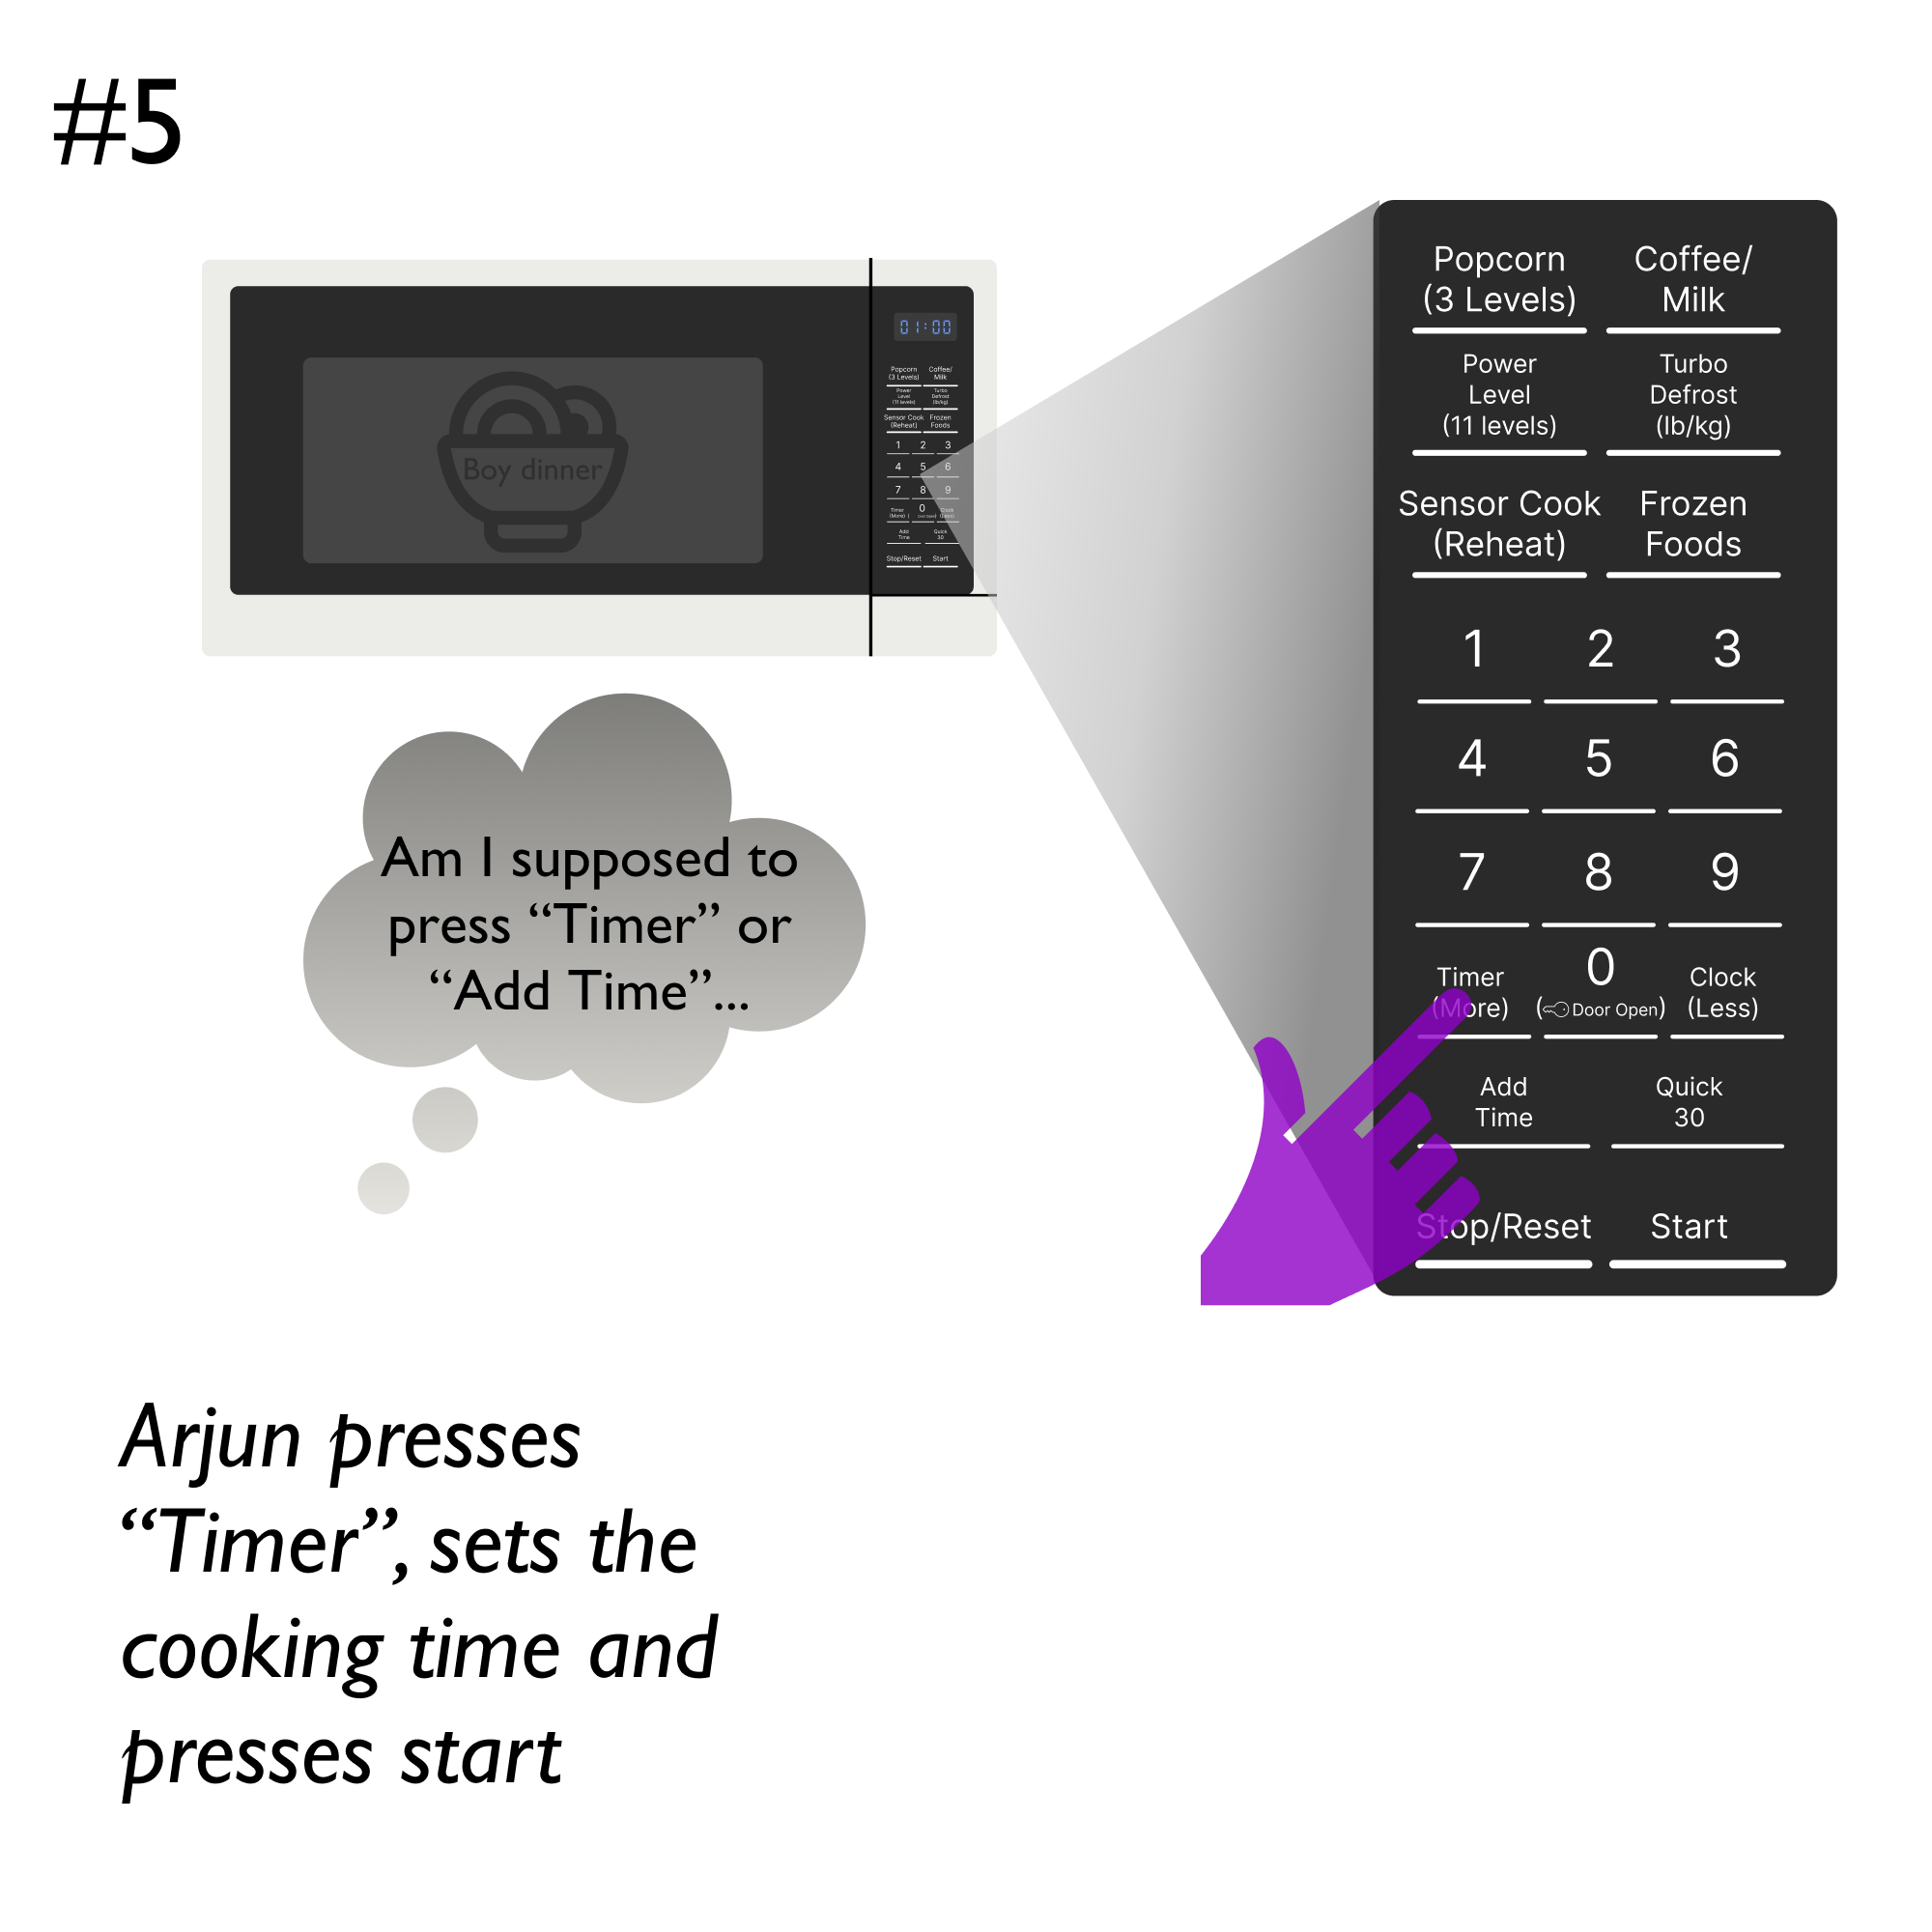 #5
01:00
Popcorn
(3 Levels)
Coffee/
Milk
Power
Level
(11 levels)
Turbo
Defrost
(lb/kg)
Sensor Cook
(Reheat)
Frozen
Foods
1 2 3
4 5 6
7 8 9
Timer
(More)
0
(Door Open)
Clock
(Less)
Add
Time
Quick
30
Stop/Reset
Start
Boy dinner
Popcorn
(3 Levels)
Coffee/
Milk
Power
Level
(11 levels)
Turbo
Defrost
(lb/kg)
Sensor Cook
(Reheat)
Frozen
Foods
1 2 3
4 5 6
7 8 9
Timer
(More)
0
(Door Open)
Clock
(Less)
Add
Time
Quick
30
Stop/Reset
Start
Am I supposed to
press “Timer” or
“Add Time”...
Arjun presses
“Timer”, sets the
cooking time and
presses start